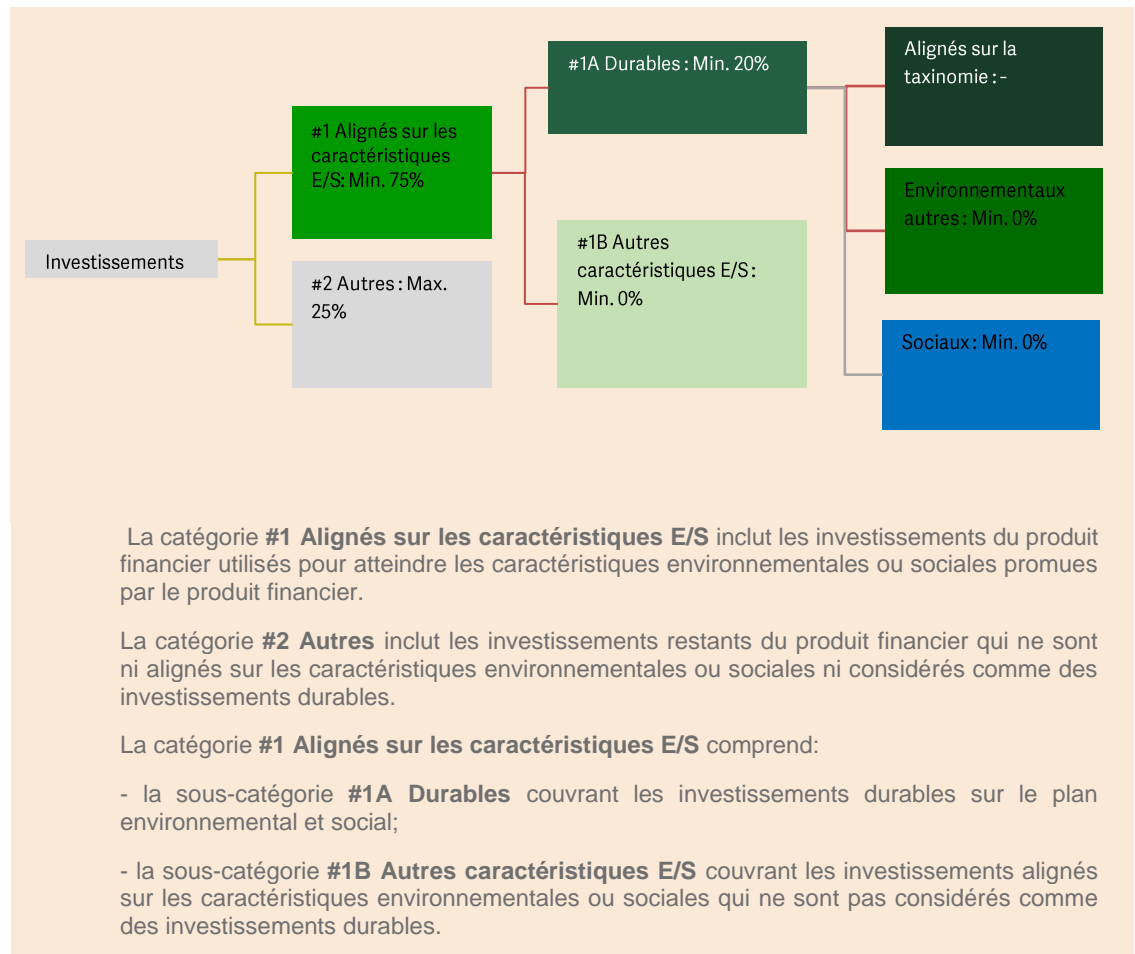 Investissements
#1 Alignés sur les
caractéristiques
E/S: Min. 75%
#2 Autres : Max.
25%
#1A Durables : Min. 20%
#1B Autres
caractéristiques E/S :
Min. 0%
Alignés sur la
taxinomie : -
Environnementaux
autres : Min. 0%
Sociaux : Min. 0%
La catégorie #1 Alignés sur les caractéristiques E/S inclut les investissements du produit
financier utilisés pour atteindre les caractéristiques environnementales ou sociales promues
par le produit financier.
La catégorie #2 Autres inclut les investissements restants du produit financier qui ne sont
ni alignés sur les caractéristiques environnementales ou sociales ni considérés comme des
investissements durables.
La catégorie #1 Alignés sur les caractéristiques E/S comprend:
- la sous-catégorie #1A Durables couvrant les investissements durables sur le plan
environnemental et social;
- la sous-catégorie #1B Autres caractéristiques E/S couvrant les investissements alignés
sur les caractéristiques environnementales ou sociales qui ne sont pas considérés comme
des investissements durables.